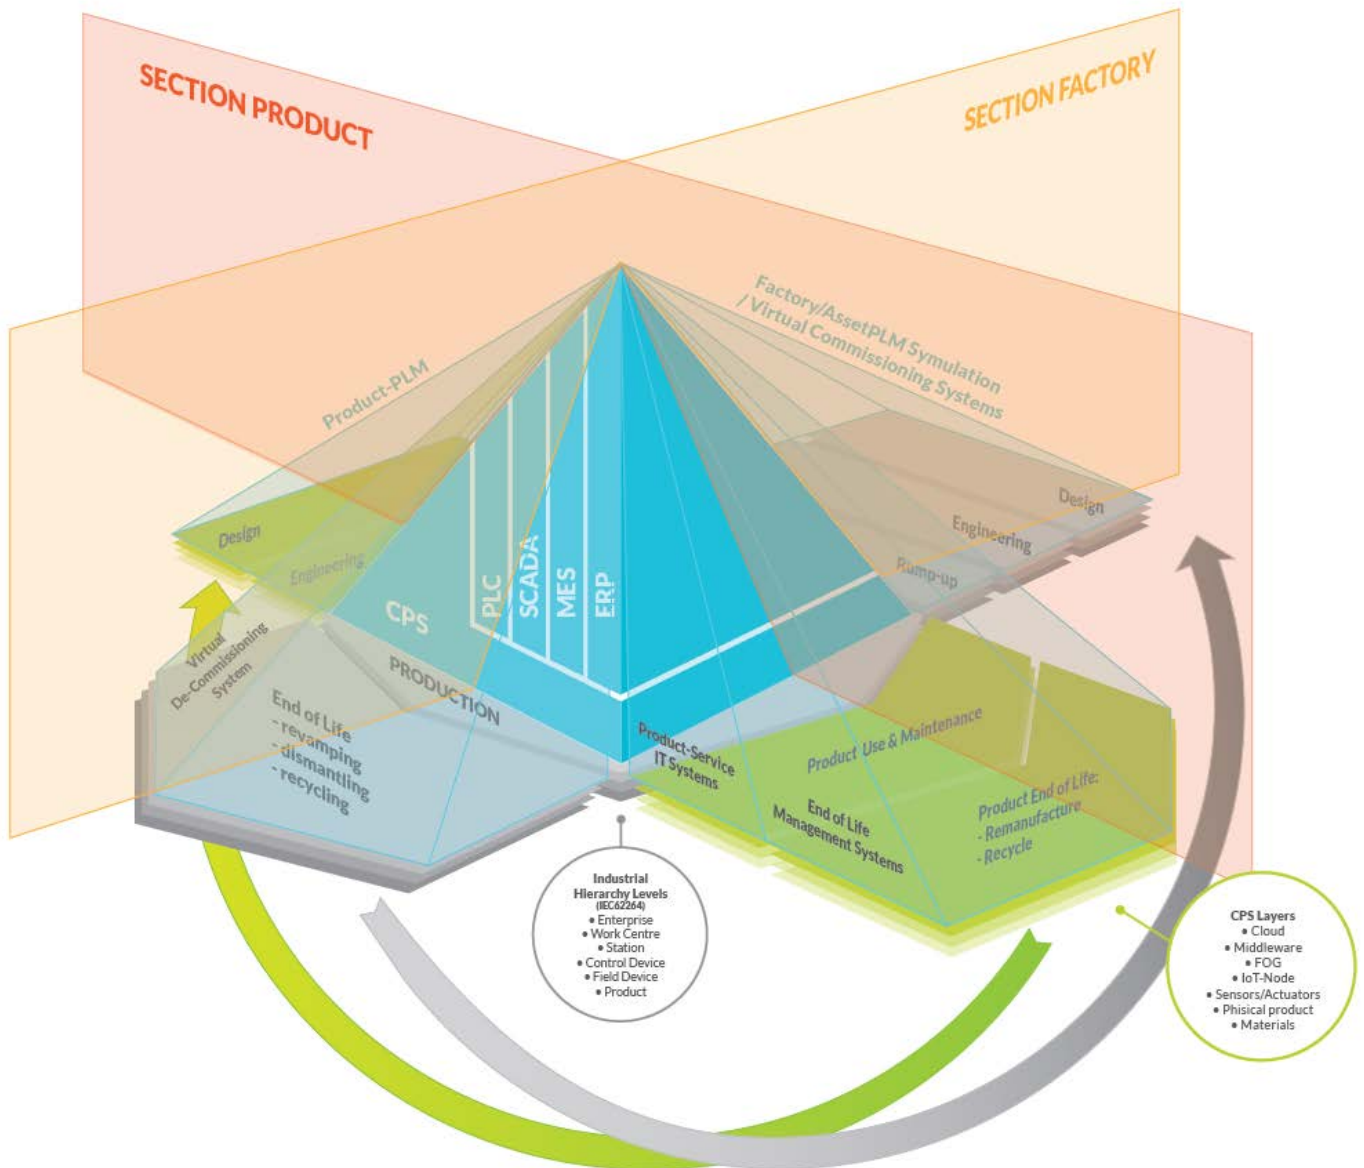 SECTION PRODUCT
SECTION FACTORY
Factory/AssetPLM Symulation
/ Virtual Commissioning Systems
Product-PLM
Design
Engineering
Design
Engineering
Rump-up
CPS
PLC
SCADA
MES
ERP
PRODUCTION
Virtual
De-Commissioning
System
End of Life
- revamping
- dismantling
- recycling
Product-Service
IT Systems
Product Use & Maintenance
End of Life
Management Systems
Product End of Life:
- Remanufacture
- Recycle
Industrial
Hierarchy Levels
(IEC62264)
• Enterprise
• Work Centre
• Station
• Control Device
• Field Device
• Product
CPS Layers
• Cloud
• Middleware
• FOG
• IoT-Node
• Sensors/Actuators
• Phisical product
• Materials